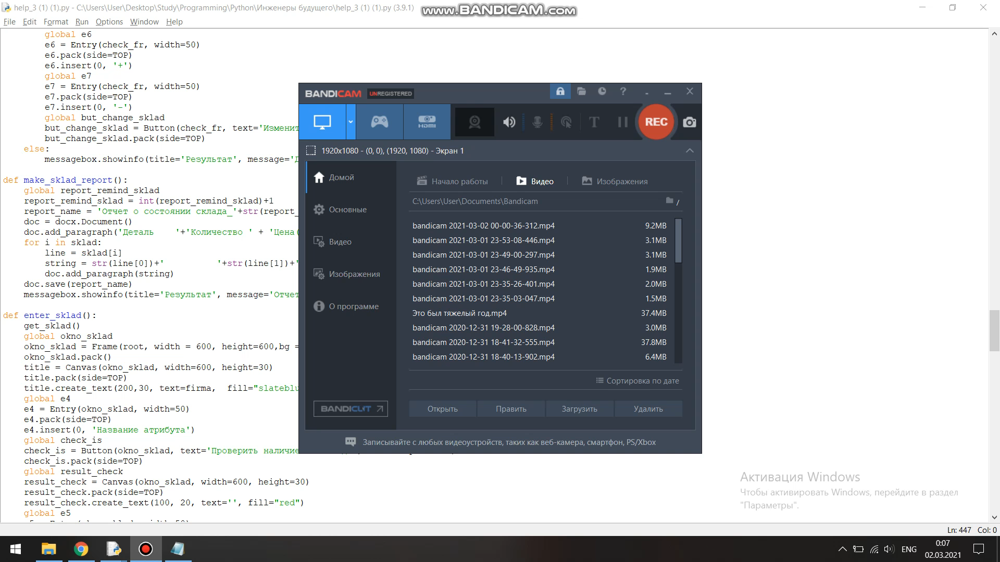 help_3 (1) (1).py - C:\Users\User\Desktop\Study\Programming\Python\Инженеры будущего\help_3 (1) (1).py (3.9.1)
www.BANDICAM.com
File Edit Format Run Options Window Help
global e6
e6 = Entry(check_fr, width=50)
e6.pack(side=TOP)
e6.insert(0, '+')
global e7
e7 = Entry(check_fr, width=50)
e7.pack(side=TOP)
e7.insert(0, '-')
global but_change_sklad
but_change_sklad = Button(check_fr, text='Изменит
but_change_sklad.pack(side=TOP)
else:
messagebox.showinfo(title='Результат', message='Д
def make_sklad_report():
global report_remind_sklad
report_remind_sklad = int(report_remind_sklad)+1
report_name = 'Отчет о состоянии склада_'+str(report_
doc = docx.Document()
doc.add_paragraph('Деталь    '+'Количество ' + 'Цена(
for i in sklad:
line = sklad[i]
string = str(line[0])+'          '+str(line[1])+'
doc.add_paragraph(string)
doc.save(report_name)
messagebox.showinfo(title='Результат', message='Отчет
def enter_sklad():
get_sklad()
global okno_sklad
okno_sklad = Frame(root, width = 600, height=600,bg =
okno_sklad.pack()
title = Canvas(okno_sklad, width=600, height=30)
title.pack(side=TOP)
title.create_text(200,30, text=firma,  fill="slateblu
global e4
e4 = Entry(okno_sklad, width=50)
e4.pack(side=TOP)
e4.insert(0, 'Название атрибута')
global check_is
check_is = Button(okno_sklad, text='Проверить наличие
check_is.pack(side=TOP)
global result_check
result_check = Canvas(okno_sklad, width=600, height=30)
result_check.pack(side=TOP)
result_check.create_text(100, 20, text='', fill="red")
global e5
BANDICAM UNREGISTERED
?
HDMI
T
REC
1920x1080 - (0, 0), (1920, 1080) - Экран 1
Домой
Основные
Видео
Изображения
О программе
BANDICUT
Начало работы Видео Изображения
C:\Users\User\Documents\Bandicam /
bandicam 2021-03-02 00-00-36-312.mp4 9.2MB
bandicam 2021-03-01 23-53-08-446.mp4 3.1MB
bandicam 2021-03-01 23-49-00-297.mp4 3.1MB
bandicam 2021-03-01 23-46-49-935.mp4 1.9MB
bandicam 2021-03-01 23-35-26-401.mp4 2.0MB
bandicam 2021-03-01 23-35-03-047.mp4 1.5MB
Это был тяжелый год.mp4 37.4MB
bandicam 2020-12-31 19-28-00-828.mp4 3.0MB
bandicam 2020-12-31 18-41-32-555.mp4 37.8MB
bandicam 2020-12-31 18-40-13-902.mp4 6.4MB
Сортировка по дате
Открыть Править Загрузить Удалить
Записывайте с любых видеоустройств, таких как веб-камера, смартфон, PS/Xbox
Активация Windows
Чтобы активировать Windows, перейдите в раздел
"Параметры".
Ln: 447 Col: 0
ENG
0:07
02.03.2021